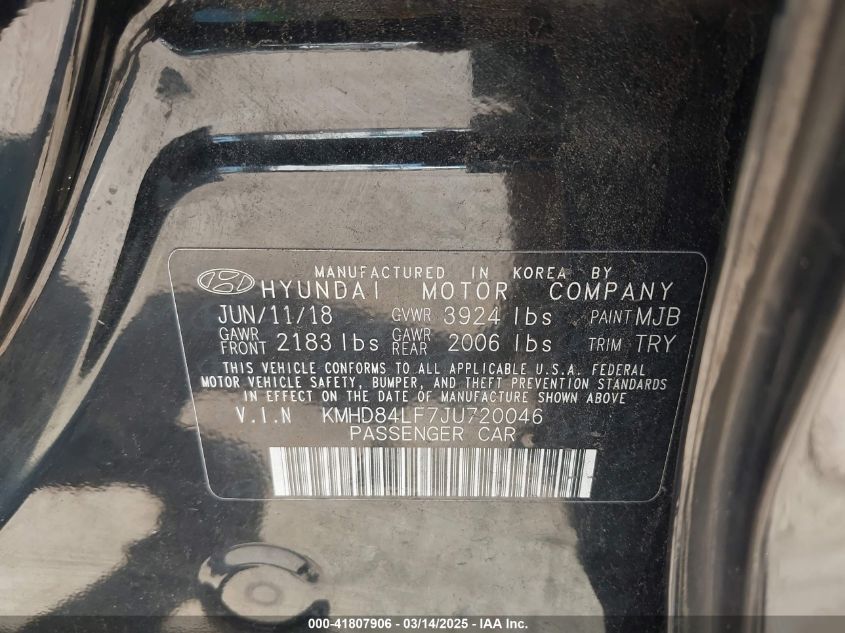 MANUFACTURED IN KOREA BY
HYUNDAI MOTOR COMPANY
JUN/11/18 GVWR 3924 lbs PAINT MJB
GAWR FRONT 2183 lbs GAWR REAR 2006 lbs TRIM TRY
THIS VEHICLE CONFORMS TO ALL APPLICABLE U.S.A. FEDERAL
MOTOR VEHICLE SAFETY, BUMPER, AND THEFT PREVENTION STANDARDS
IN EFFECT ON THE DATE OF MANUFACTURE SHOWN ABOVE
V.I.N KMHD84LF7JU720046
PASSENGER CAR
000-41807906 - 03/14/2025 - IAA, Inc.